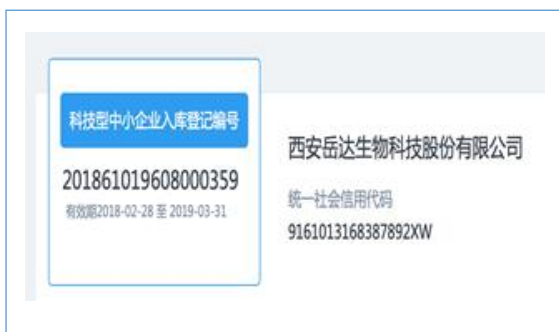 科技型中小企业入库登记编号
201861019608000359
有效期2018-02-28 至 2019-03-31
西安岳达生物科技股份有限公司
统一社会信用代码
9161013168387892XW